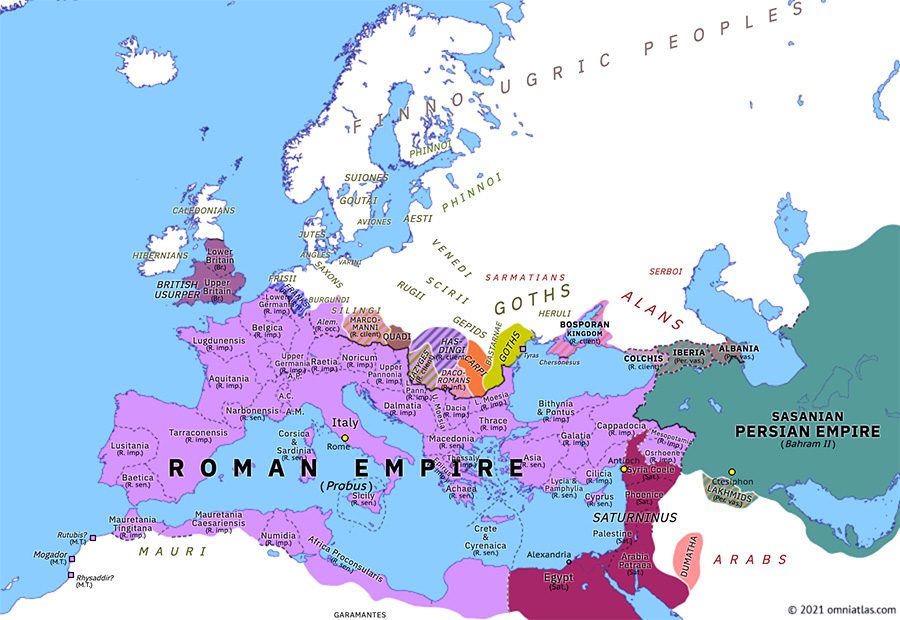 FINNO-UGRIC PEOPLES
PHINNOI
SUIONES
GOUTAI
PHINNOI
AVIONES
AESTI
CALEDONIANS
JUTES
HIBERNIANS
ANGLES
VARINI
VENEDI
Lower
Britain
(Br.)
SAXONS
FRISII
SCIRII
SARMATIANS
SERBOI
BRITISH
USURPER
Upper
Britain
(Br.)
Lower
Germania
(R. imp.)
BURGUNDI
RUGII
GOTHS
ALANS
SILINGI
HERULI
Belgica
(R. imp.)
Alem.
(R. occ.)
MARCO-
MANNI
(R. client)
QUADI
GEPIDS
BASTARNAE
GOTHS
BOSPORAN
KINGDOM
(R. client)
Lugdunensis
(R. imp.)
HAS-
DINGI
(R. client)
Tyras
Chersonesus
COLCHIS
(R. client)
IBERIA
(Per. vas.)
ALBANIA
(Per. vas.)
Upper
Germania
(R. imp.)
Raetia
(R. imp.)
Noricum
(R. imp.)
IAZYGES
CARPI
Upper
Pannonia
(R. imp.)
DACO-
ROMANS
(R. infl.)
Aquitania
(R. imp.)
A.P.
A.C.
A.M.
L. Pann.
(R. imp.)
Narbonensis
(R. sen.)
Dalmatia
(R. imp.)
U. Moesia
Dacia
(R. imp.)
L. Moesia
(R. imp.)
Bithynia
& Pontus
(R. imp.)
Tarraconensis
(R. imp.)
Corsica
&
Sardinia
(R. sen.)
Italy
Rome
Thrace
(R. imp.)
Cappadocia
(R. imp.)
SASANIAN
PERSIAN EMPIRE
(Bahram II)
Lusitania
(R. imp.)
Macedonia
(R. sen.)
Galatia
(R. imp.)
Mesopotamia
(R. imp.)
Osrhoene
(R. imp.)
ROMAN EMPIRE
(Probus)
Thessaly
(R. imp.)
Epirus
Asia
(R. sen.)
Antioch
Syria Coele
(Sat.)
Ctesiphon
Baetica
(R. sen.)
Sicily
(R. sen.)
Achaea
(R. sen.)
Lycia &
Pamphylia
(R. sen.)
Cilicia
(R. imp.)
Cyprus
(R. sen.)
Phoenice
(Sat.)
LAKHMIDS
(Per. vas.)
Mauretania
Tingitana
(R. imp.)
Mauretania
Caesariensis
(R. imp.)
SATURNINUS
Rutubis?
(M.T.)
Numidia
(R. imp.)
Crete
&
Cyrenaica
(R. sen.)
Palestine
(Sat.)
Mogador
(M.T.)
MAURI
Africa Proconsularis
(R. sen.)
Alexandria
Arabia
Petraea
(Sat.)
DUMATHA
ARABS
Rhysaddir?
(M.T.)
Egypt
(Sat.)
GARAMANTES
© 2021 omniatlas.com